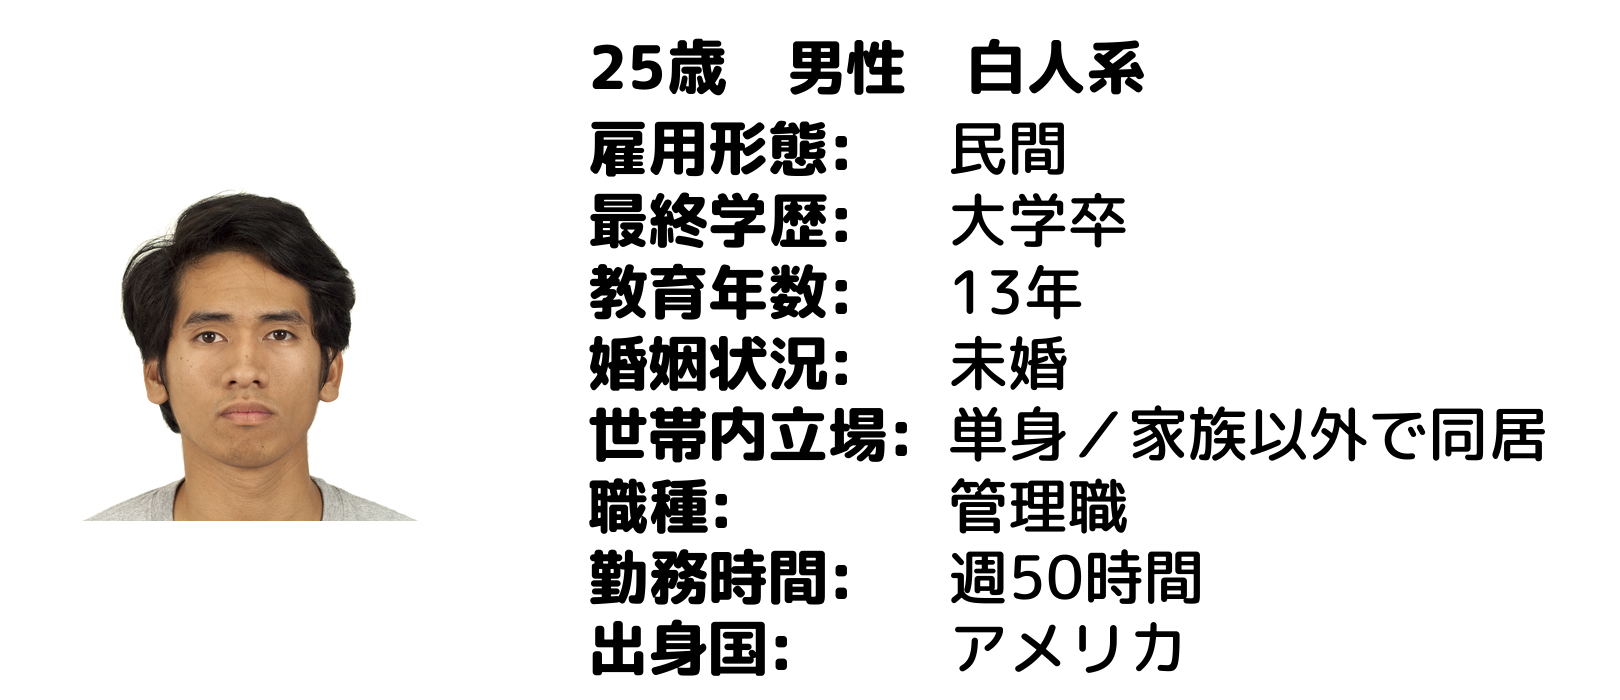 25歳　男性　白人系
雇用形態:　民間
最終学歴:　大学卒
教育年数:　13年
婚姻状況:　未婚
世帯内立場:　単身／家族以外で同居
職種:　管理職
勤務時間:　週50時間
出身国:　アメリカ